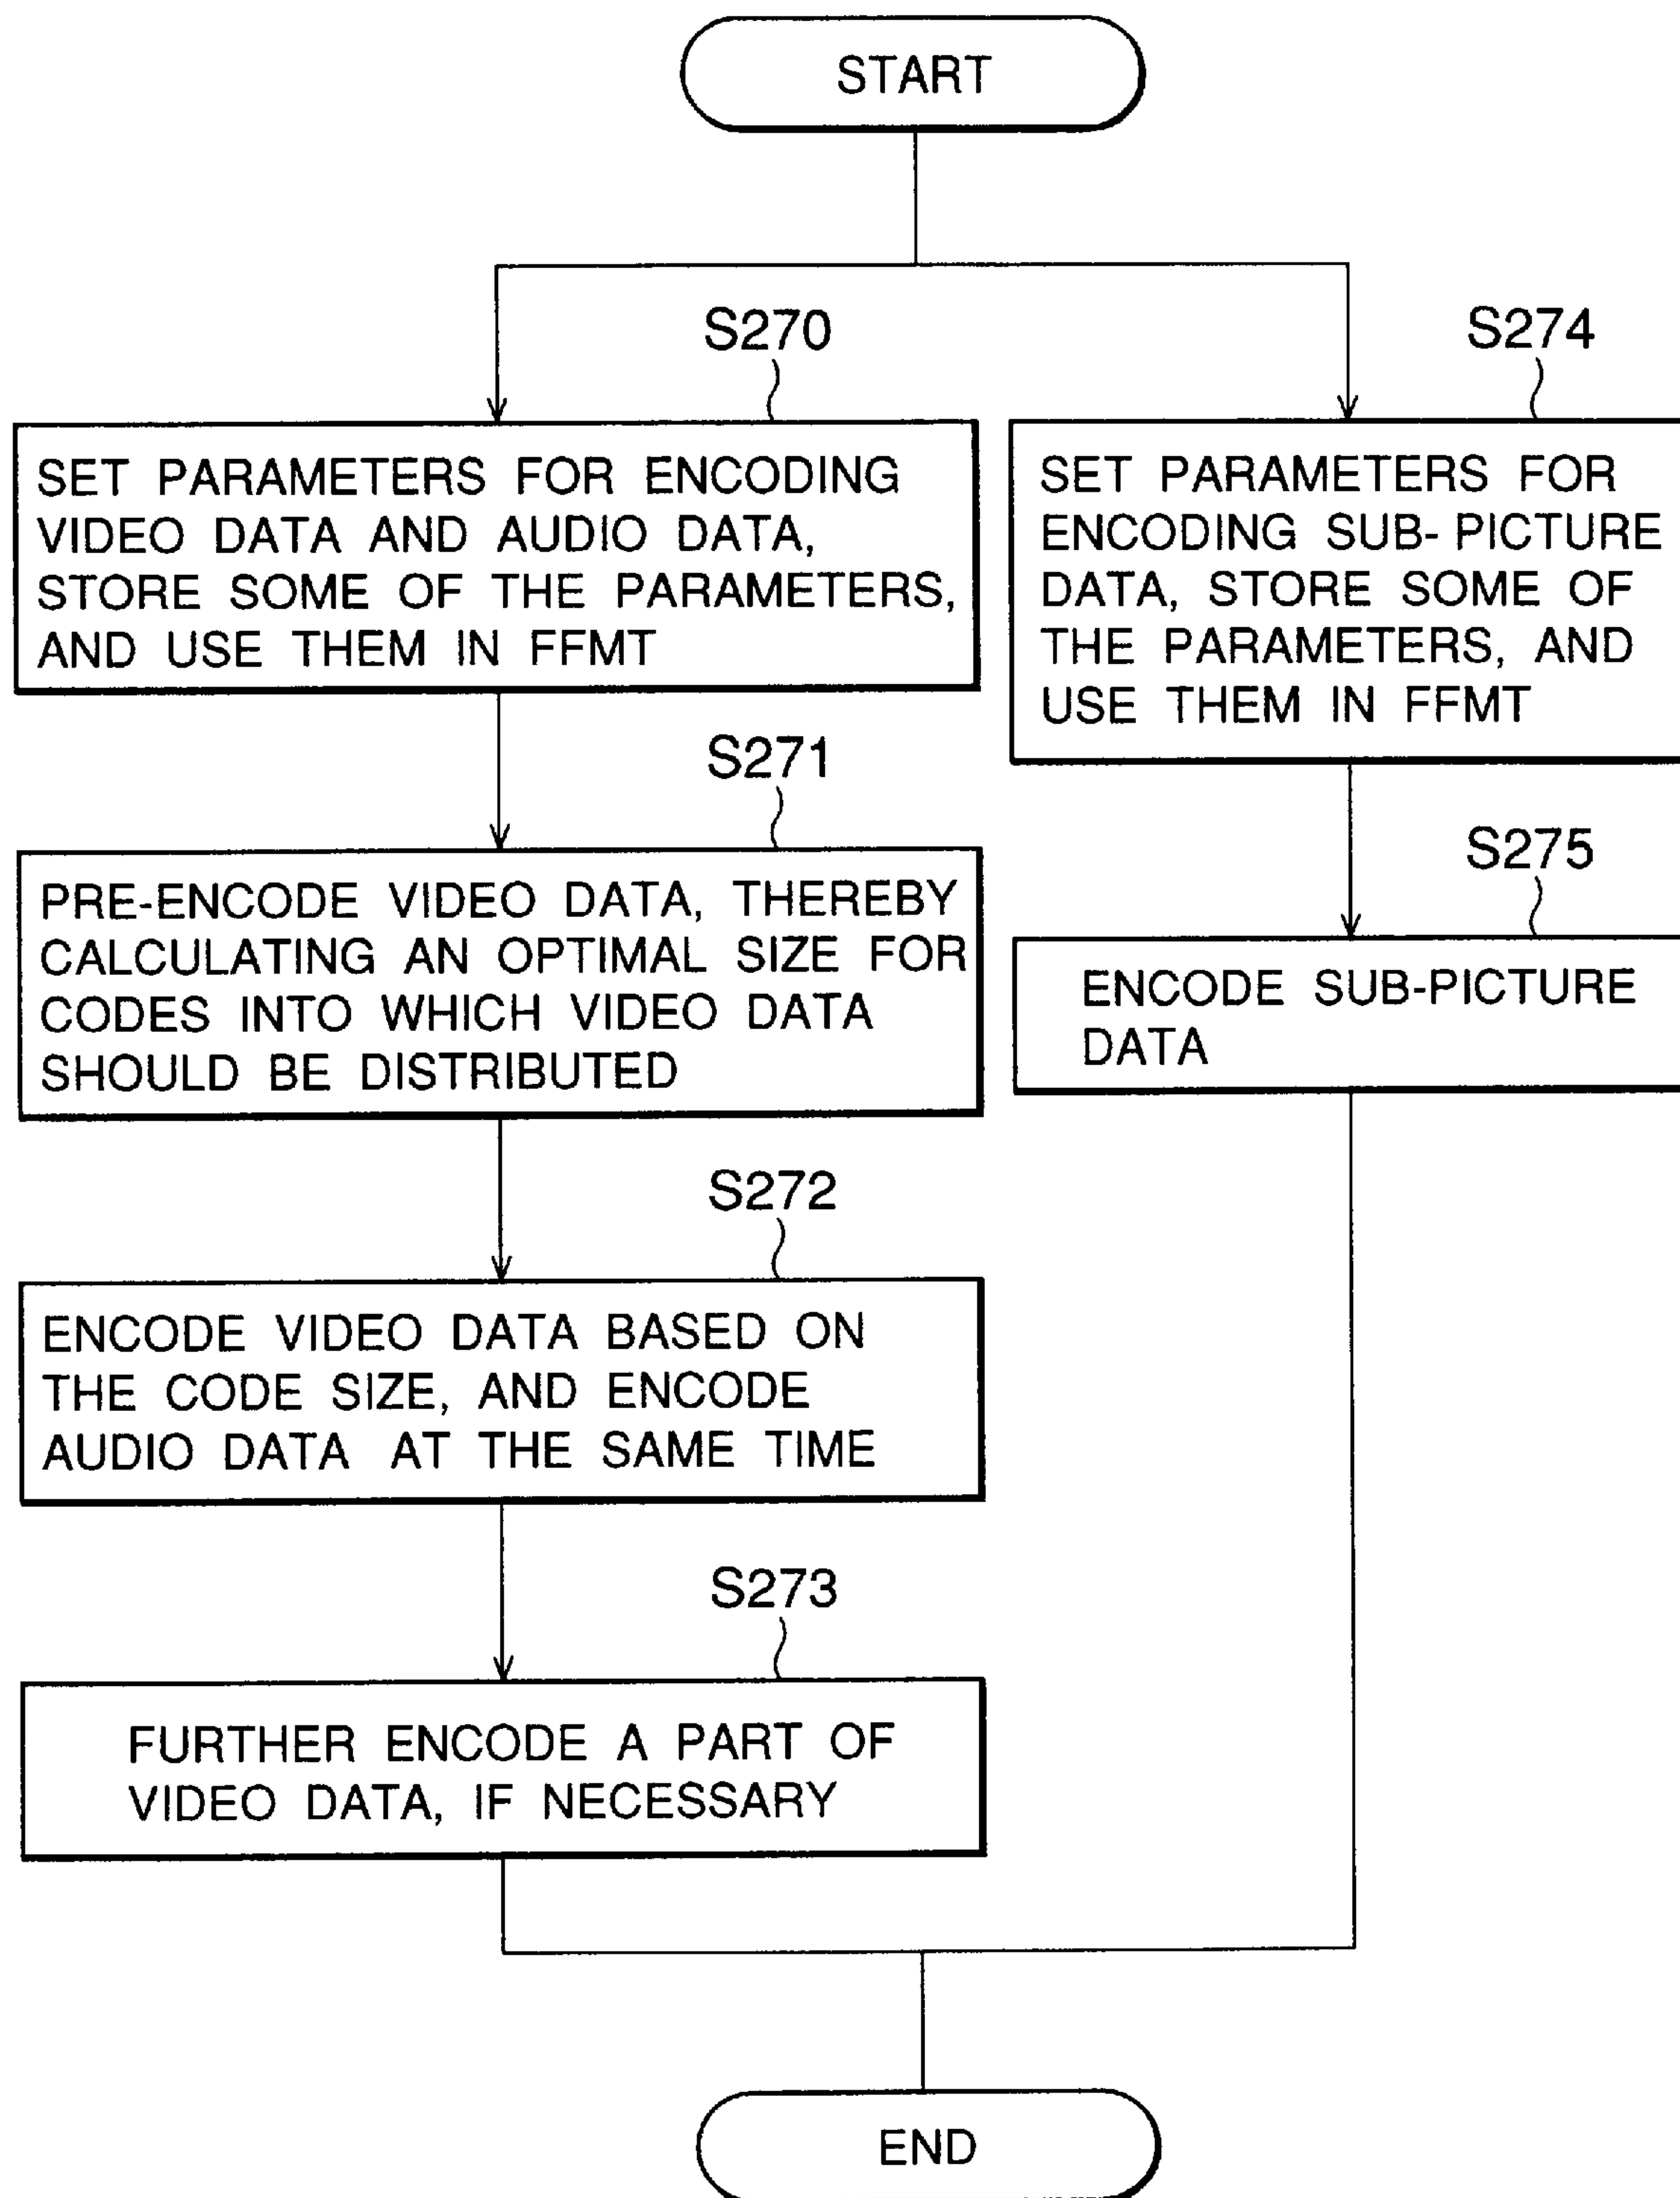 START
S270
SET PARAMETERS FOR ENCODING
VIDEO DATA AND AUDIO DATA,
STORE SOME OF THE PARAMETERS,
AND USE THEM IN FFMT
S271
PRE-ENCODE VIDEO DATA, THEREBY
CALCULATING AN OPTIMAL SIZE FOR
CODES INTO WHICH VIDEO DATA
SHOULD BE DISTRIBUTED
S272
ENCODE VIDEO DATA BASED ON
THE CODE SIZE, AND ENCODE
AUDIO DATA AT THE SAME TIME
S273
FURTHER ENCODE A PART OF
VIDEO DATA, IF NECESSARY
S274
SET PARAMETERS FOR
ENCODING SUB-PICTURE
DATA, STORE SOME OF
THE PARAMETERS, AND
USE THEM IN FFMT
S275
ENCODE SUB-PICTURE
DATA
END